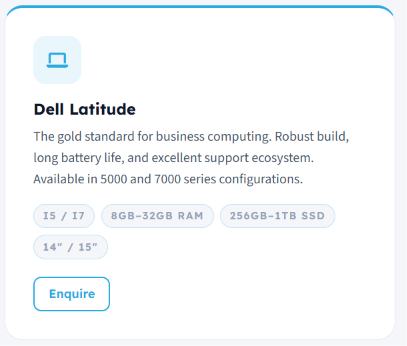 Dell Latitude
The gold standard for business computing. Robust build,
long battery life, and excellent support ecosystem.
Available in 5000 and 7000 series configurations.
I5 / I7 8GB–32GB RAM 256GB–1TB SSD
14" / 15"
Enquire